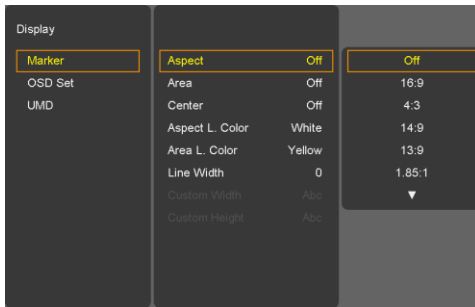 Display
Marker
OSD Set
UMD
Aspect Off
Area Off
Center Off
Aspect L. Color White
Area L. Color Yellow
Line Width 0
Custom Width Abc
Custom Height Abc
Off
16:9
4:3
14:9
13:9
1.85:1
▼